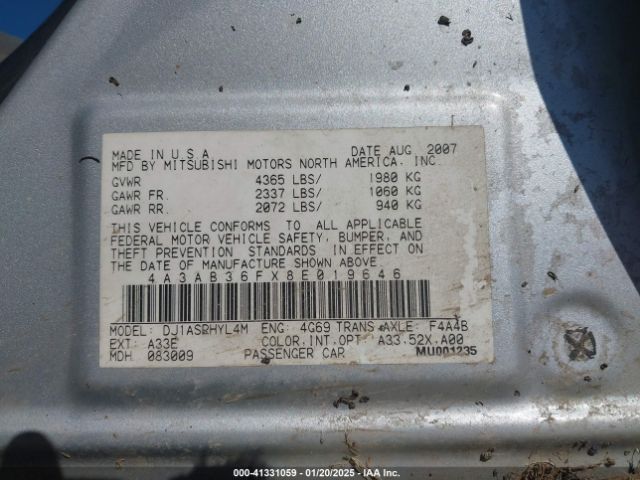 MADE IN U.S.A DATE AUG 2007
MFD BY MITSUBISHI MOTORS NORTH AMERICA, INC.
GVWR 4365 LBS/ 1980 KG
GAWR FR. 2337 LBS/ 1060 KG
GAWR RR. 2072 LBS/ 940 KG
THIS VEHICLE CONFORMS TO ALL APPLICABLE
FEDERAL MOTOR VEHICLE SAFETY, BUMPER, AND
THEFT PREVENTION STANDARDS IN EFFECT ON
THE DATE OF MANUFACTURE SHOWN ABOVE.
4A3AB36FX8E019646
MODEL: DJ1ASRHYL4M ENG: 4G69 TRANS AXLE: F4A4B
EXT: A33E COLOR,INT,OPT: A33.52X.A00
MDH 083009 PASSENGER CAR MU001235
000-41331059 - 01/20/2025 - IAA Inc.